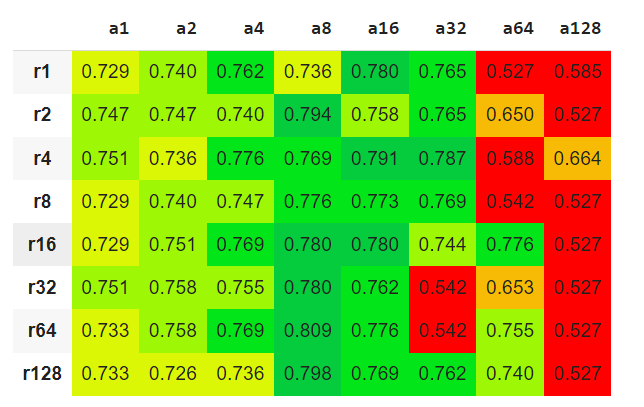 a1 a2 a4 a8 a16 a32 a64 a128
r1 0.729 0.740 0.762 0.736 0.780 0.765 0.527 0.585
r2 0.747 0.747 0.740 0.794 0.758 0.765 0.650 0.527
r4 0.751 0.736 0.776 0.769 0.791 0.787 0.588 0.664
r8 0.729 0.740 0.747 0.776 0.773 0.769 0.542 0.527
r16 0.729 0.751 0.769 0.780 0.780 0.744 0.776 0.527
r32 0.751 0.758 0.755 0.780 0.762 0.542 0.653 0.527
r64 0.733 0.758 0.769 0.809 0.776 0.542 0.755 0.527
r128 0.733 0.726 0.736 0.798 0.769 0.762 0.740 0.527